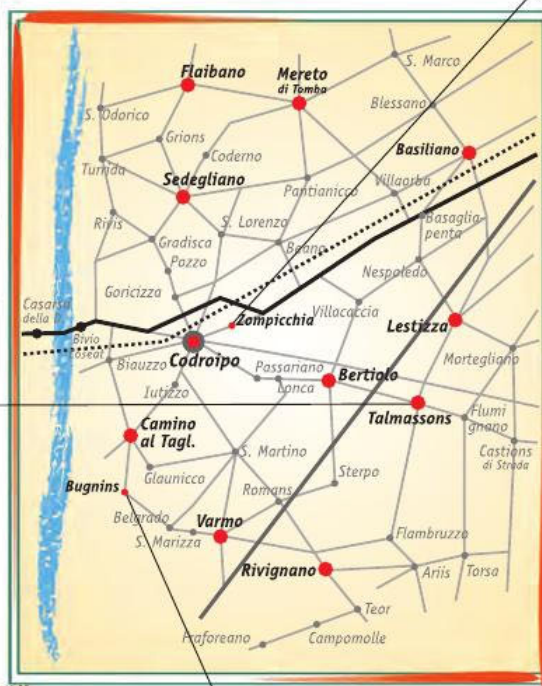 S. Marco
Flaibano
Mereto
di Tomba
Blessano
S. Odorico
Grions
Coderno
Basiliano
Turrida
Sedegliano
Pantianicco
Villaorba
Rivis
S. Lorenzo
Basaglia
penta
Gradisca
Beano
Pozzo
Nespoledo
Goricizza
Villacaccia
Casarsa
della D.
Zompicchia
Lestizza
Bivio
Coseat
Codroipo
Mortegliano
Biauzzo
Passariano
Iutizzo
Lonca
Bertiolo
Talmassons
Flumi
gnano
Camino
al Tagl.
Castions
di Strada
S. Martino
Glaunicco
Sterpo
Bugnins
Romans
Belgrado
Varmo
S. Marizza
Flambruzzo
Rivignano
Ariis
Torsa
Teor
Campomolle
Fraforeano